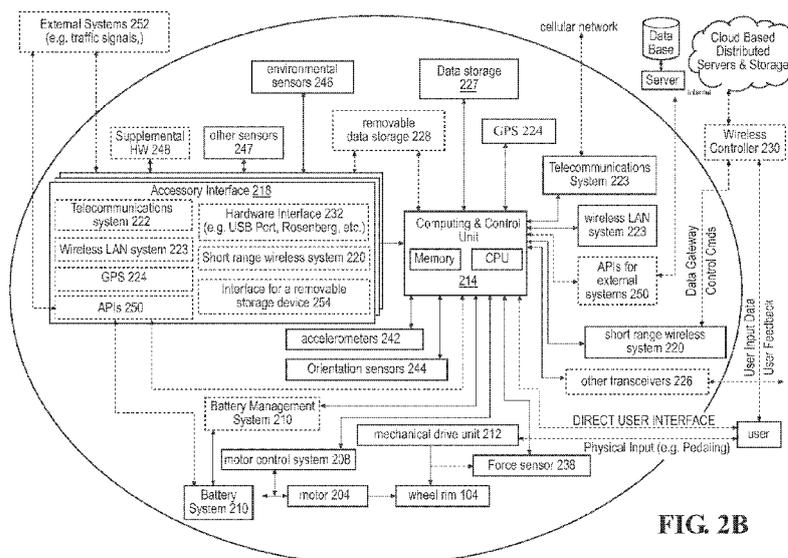 External Systems 252
(e.g. traffic signals,)
cellular network
Data
Base
Server
Internet
Cloud Based
Distributed
Servers & Storage
environmental
sensors 246
Data storage
227
Supplemental
HW 248
other sensors
247
removable
data storage 228
GPS 224
Wireless
Controller 230
Telecommunications
System 223
Accessory Interface 218
Telecommunications
system 222
Hardware Interface 232
(e.g. USB Port, Rosenberg, etc.)
Wireless LAN system 223
Short range wireless system 220
GPS 224
APIs 250
Interface for a removable
storage device 254
Computing & Control
Unit
Memory
CPU
214
wireless LAN
system 223
APIs for
external
systems 250
Data Gateway
Control Cmds
User Input Data
User Feedback
accelerometers 242
Orientation sensors 244
short range wireless
system 220
other transceivers 226
Battery Management
System 210
DIRECT USER INTERFACE
mechanical drive unit 212
user
Physical Input (e.g. Pedaling)
motor control system 208
Force sensor 238
Battery
System 210
motor 204
wheel rim 104
FIG. 2B